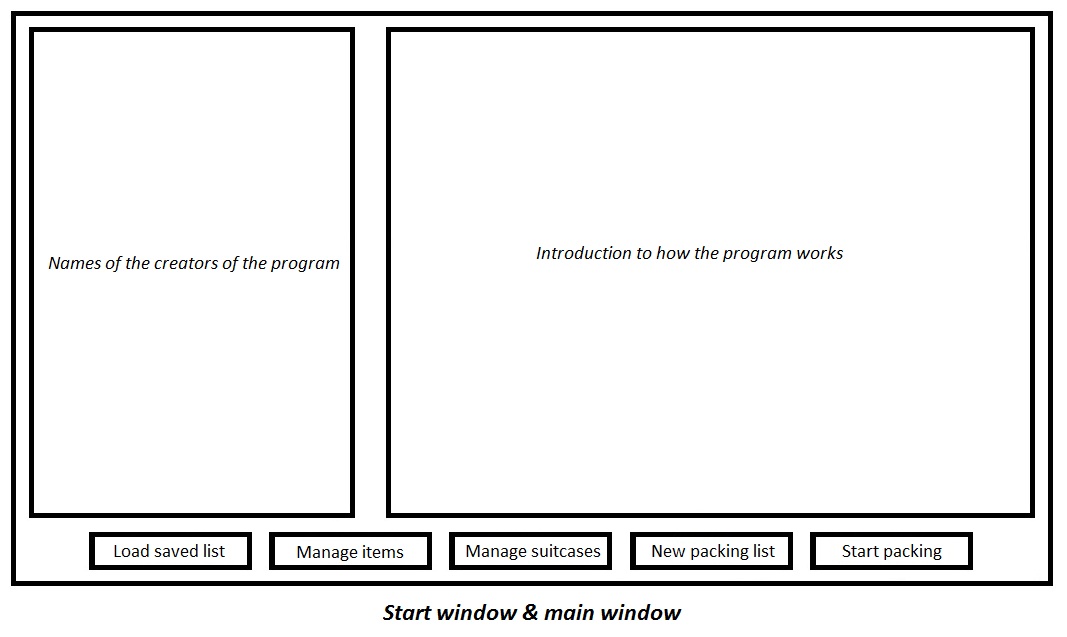 Names of the creators of the program
Introduction to how the program works
Load saved list
Manage items
Manage suitcases
New packing list
Start packing
Start window & main window